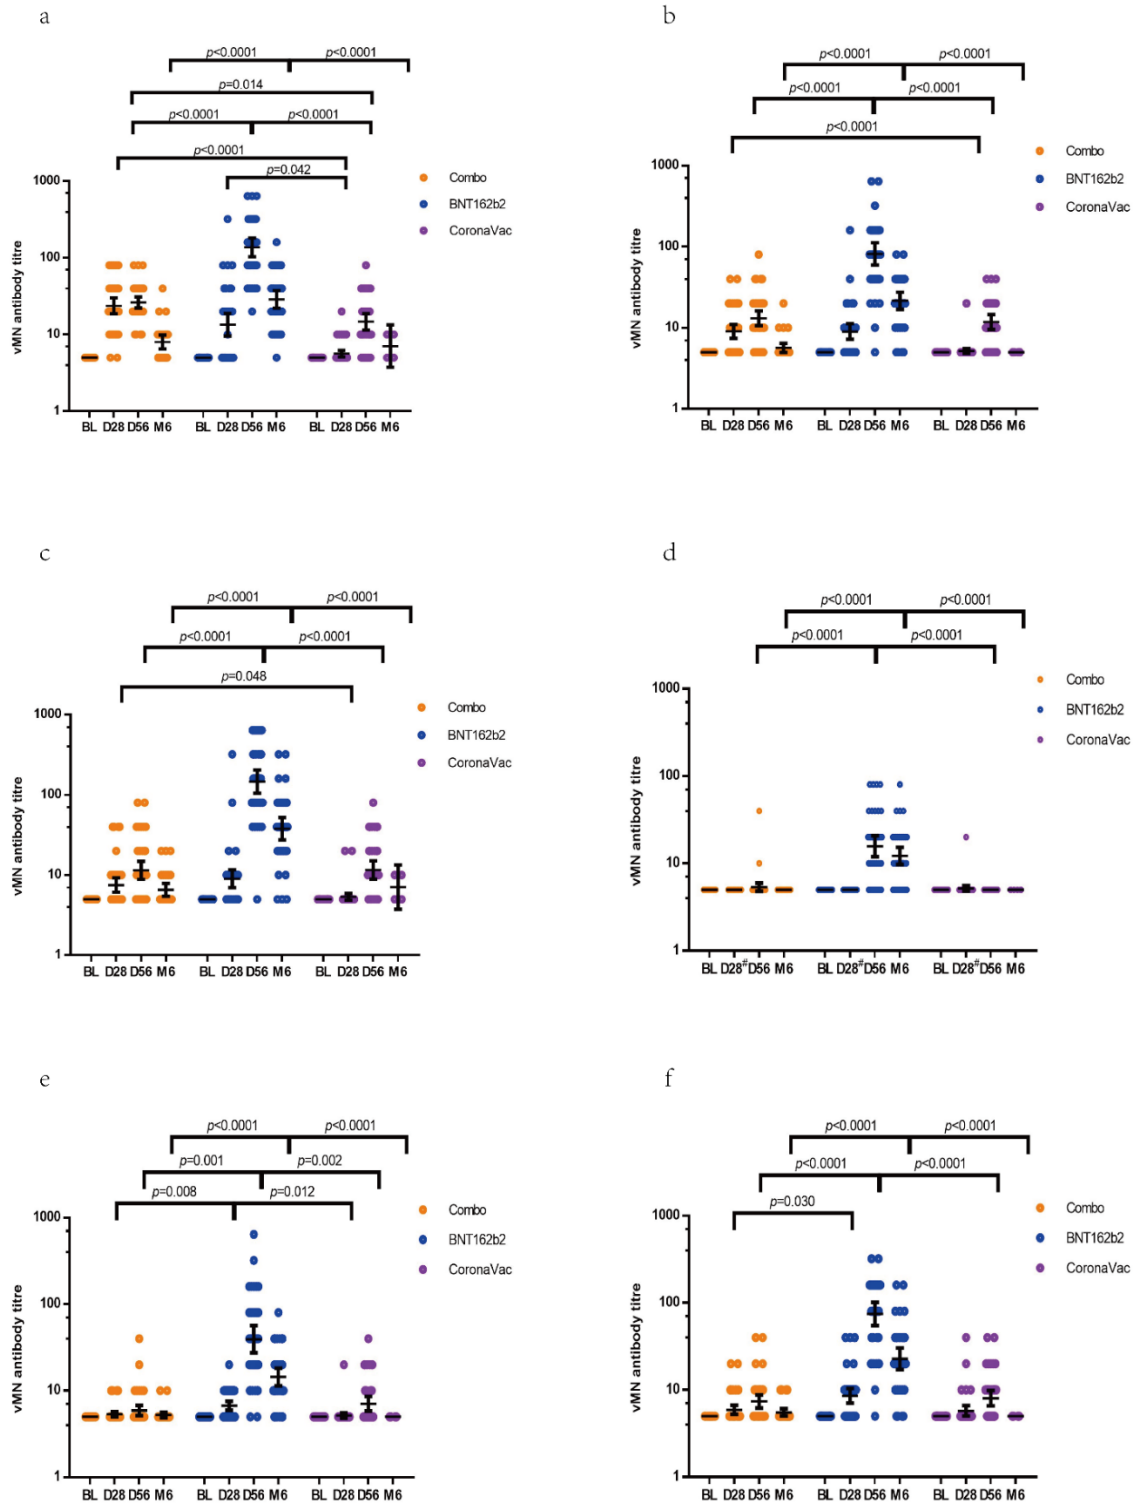 a
p<0.0001 p<0.0001
p=0.014
p<0.0001 p<0.0001
p<0.0001
p=0.042
Combo
BNT162b2
CoronaVac
vMN antibody titre
1000
100
10
1
BL D28 D56 M6 BL D28 D56 M6 BL D28 D56 M6
b
p<0.0001 p<0.0001
p<0.0001 p<0.0001
p<0.0001
Combo
BNT162b2
CoronaVac
vMN antibody titre
1000
100
10
1
BL D28 D56 M6 BL D28 D56 M6 BL D28 D56 M6
c
p<0.0001 p<0.0001
p<0.0001 p<0.0001
p=0.048
Combo
BNT162b2
CoronaVac
vMN antibody titre
1000
100
10
1
BL D28 D56 M6 BL D28 D56 M6 BL D28 D56 M6
d
p<0.0001 p<0.0001
p<0.0001 p<0.0001
Combo
BNT162b2
CoronaVac
vMN antibody titre
1000
100
10
1
BL D28# D56 M6 BL D28# D56 M6 BL D28# D56 M6
e
p<0.0001 p<0.0001
p=0.001 p=0.002
p=0.008 p=0.012
Combo
BNT162b2
CoronaVac
vMN antibody titre
1000
100
10
1
BL D28 D56 M6 BL D28 D56 M6 BL D28 D56 M6
f
p<0.0001 p<0.0001
p<0.0001 p<0.0001
p=0.030
Combo
BNT162b2
CoronaVac
vMN antibody titre
1000
100
10
1
BL D28 D56 M6 BL D28 D56 M6 BL D28 D56 M6